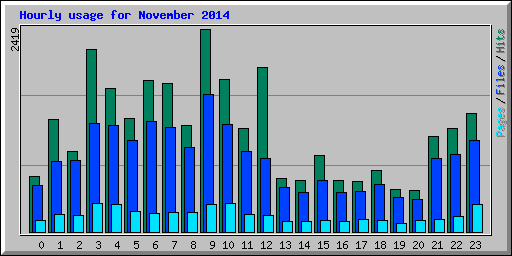 Hourly usage for November 2014
2419
Pages/Files/Hits
0 1 2 3 4 5 6 7 8 9 10 11 12 13 14 15 16 17 18 19 20 21 22 23